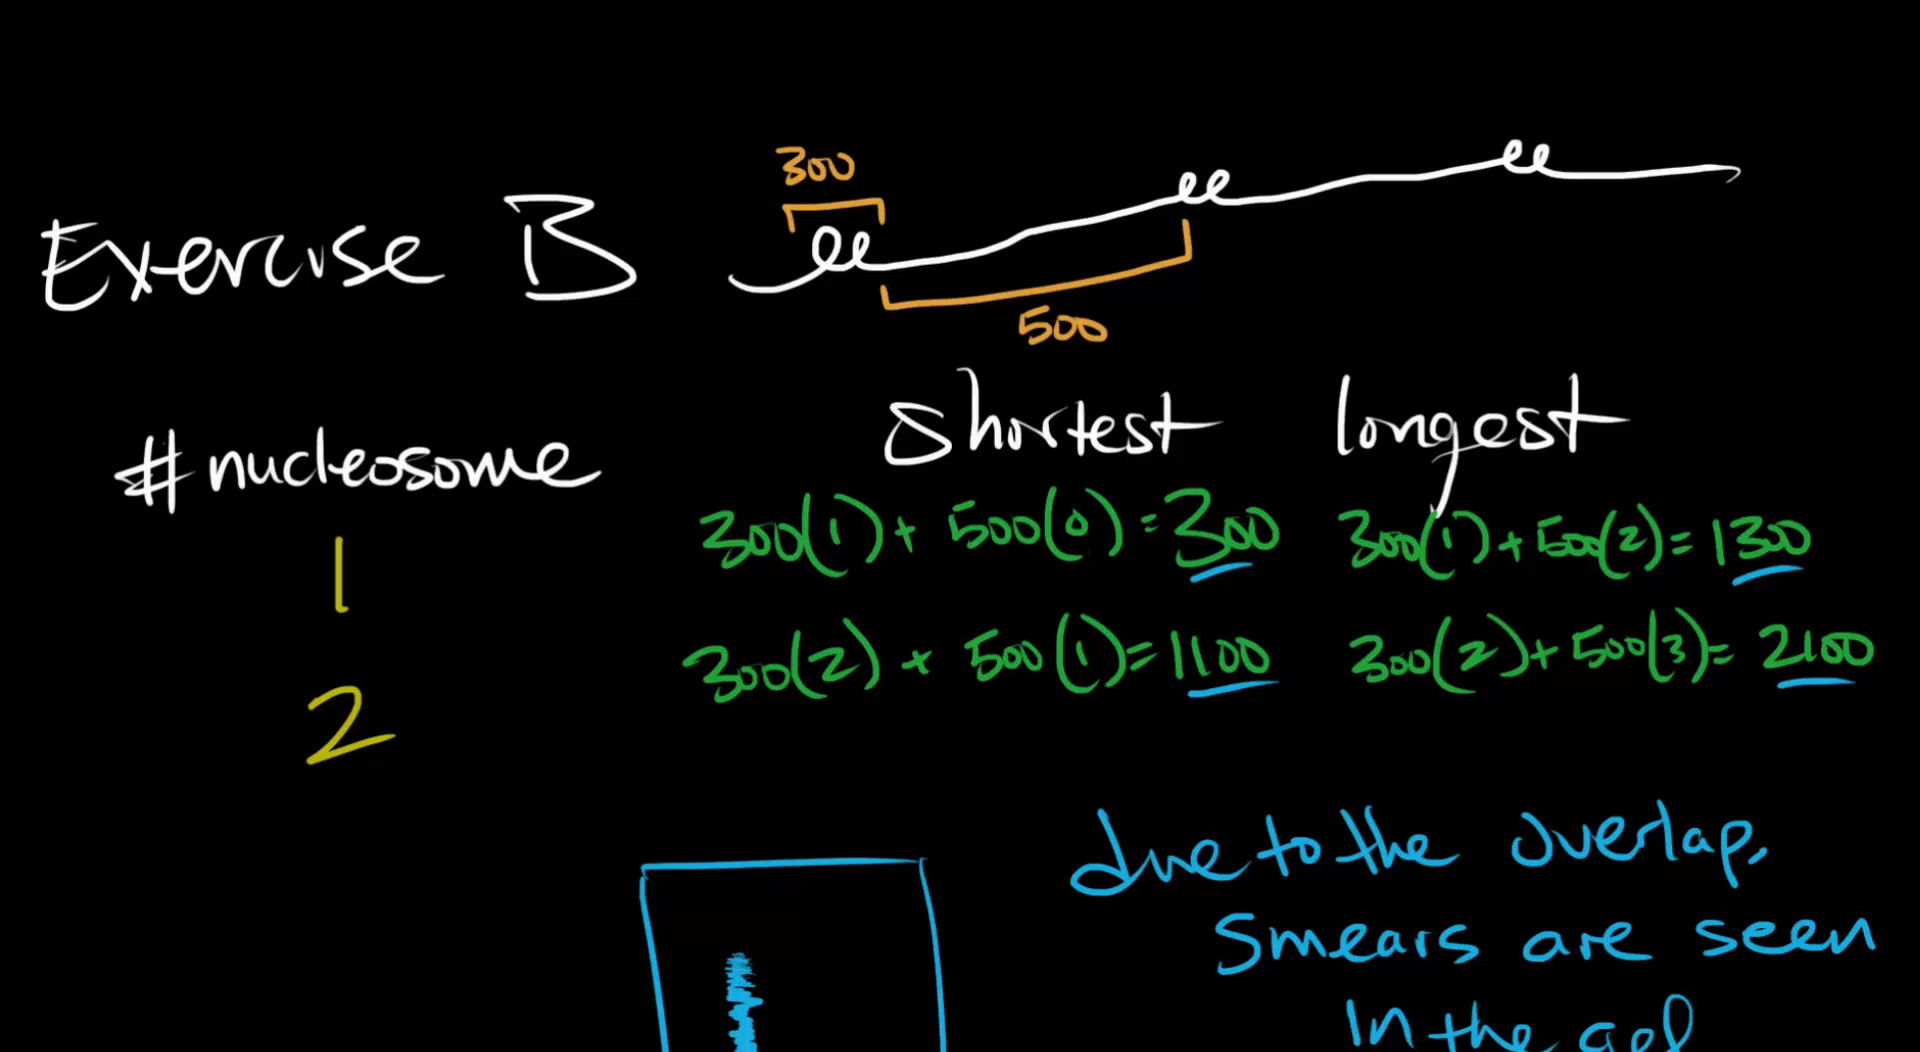 300
Exercise B
500
#nucleosome shortest longest
1 300(1) + 500(0) = 300 300(1) + 500(2) = 1300
2 300(2) + 500(1) = 1100 300(2) + 500(3) = 2100
due to the overlap,
smears are seen
in the gel